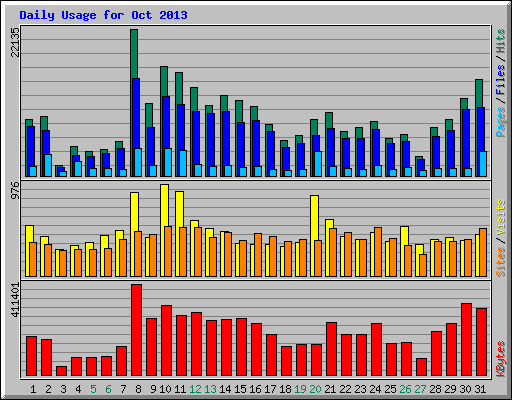 Daily Usage for Oct 2013
22135
Pages / Files / Hits
976
Sites / Visits
411401
KBytes
1 2 3 4 5 6 7 8 9 10 11 12 13 14 15 16 17 18 19 20 21 22 23 24 25 26 27 28 29 30 31